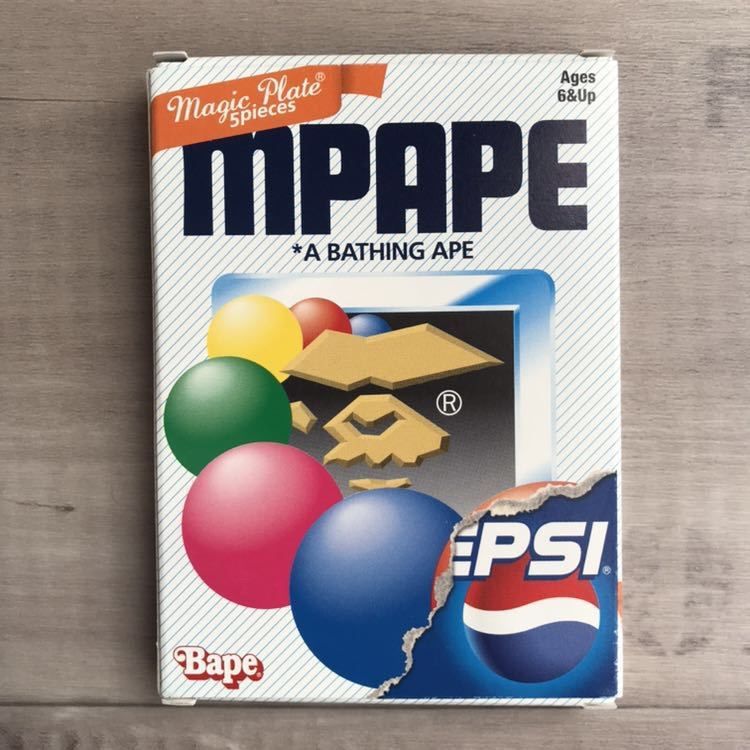 Magic Plate®
5pieces
Ages
6&Up
MPAPE
*A BATHING APE
®
EPSI®
Bape®